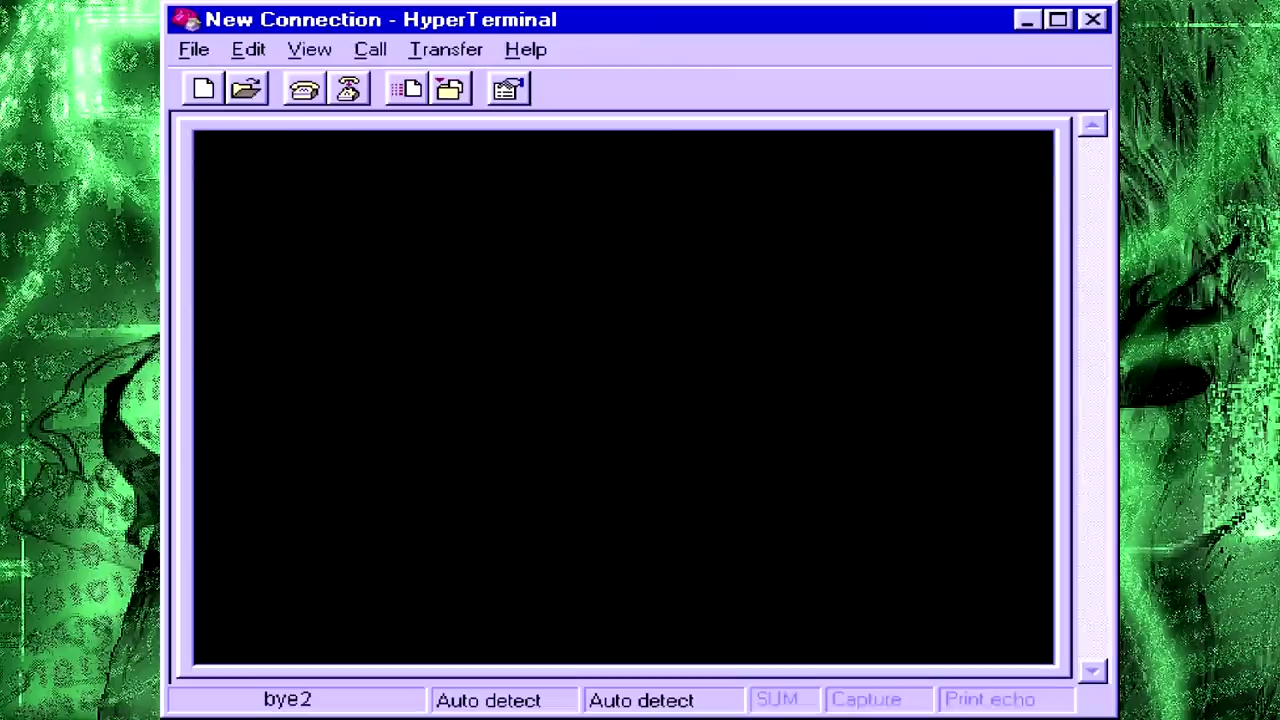 New Connection - HyperTerminal
File Edit View Call Transfer Help
bye2 Auto detect Auto detect SUM Capture Print echo